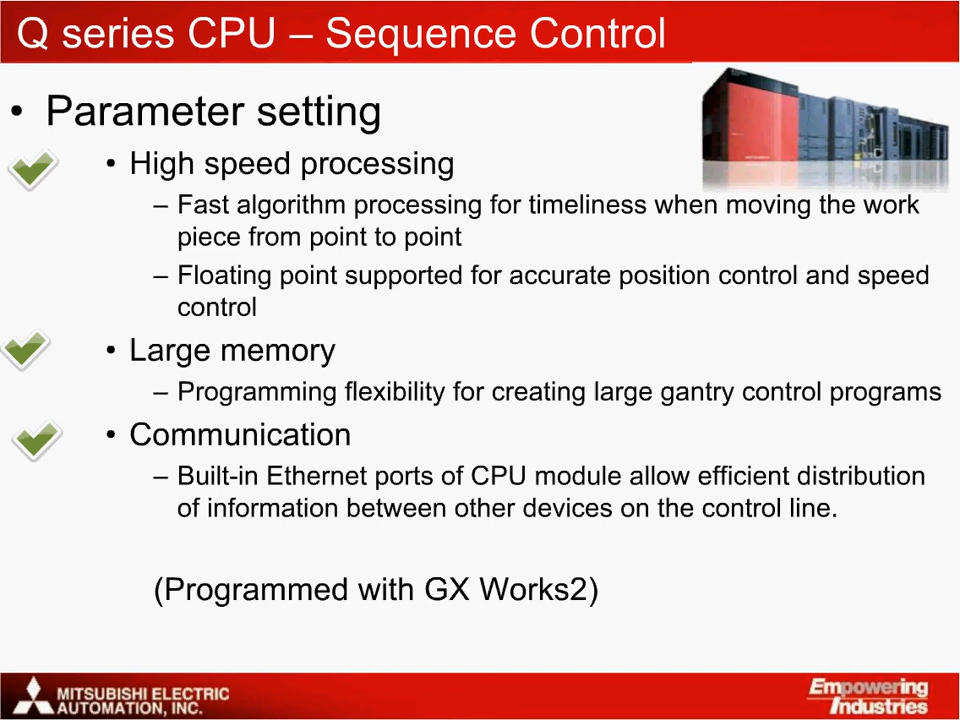 Q series CPU – Sequence Control
• Parameter setting
• High speed processing
– Fast algorithm processing for timeliness when moving the work
piece from point to point
– Floating point supported for accurate position control and speed
control
• Large memory
– Programming flexibility for creating large gantry control programs
• Communication
– Built-in Ethernet ports of CPU module allow efficient distribution
of information between other devices on the control line.
(Programmed with GX Works2)
MITSUBISHI ELECTRIC
AUTOMATION, INC.
Empowering
Industries